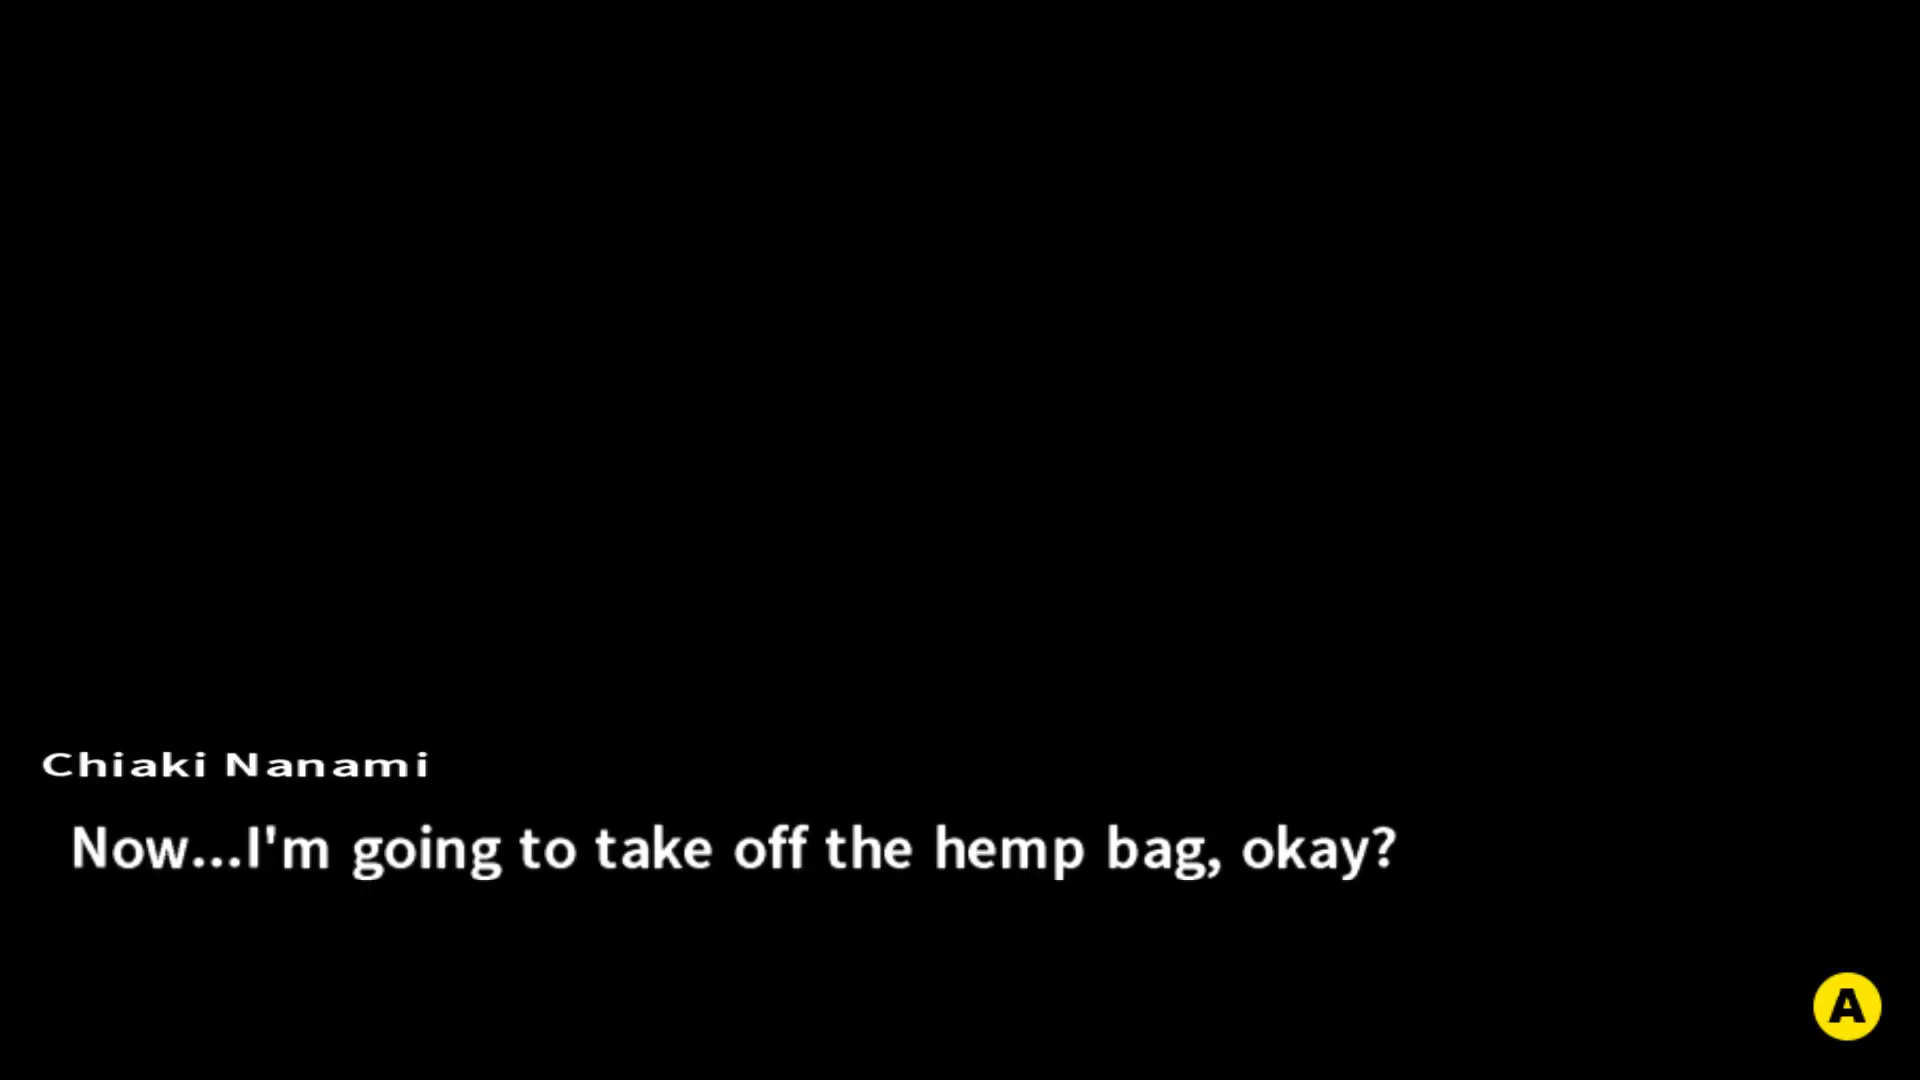 Chiaki Nanami
Now...I'm going to take off the hemp bag, okay?
A